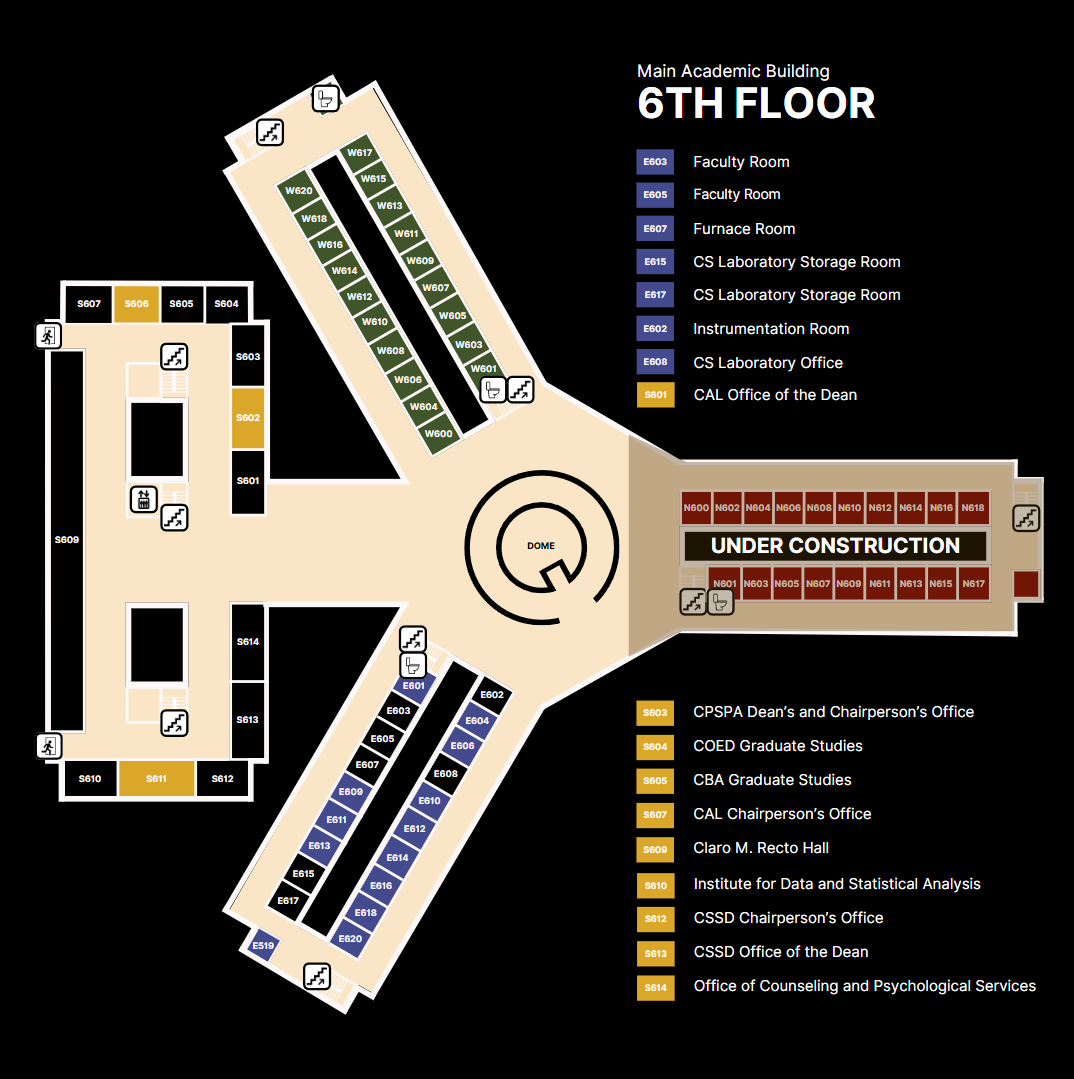 Main Academic Building
6TH FLOOR
E603 Faculty Room
E605 Faculty Room
E607 Furnace Room
E615 CS Laboratory Storage Room
E617 CS Laboratory Storage Room
E602 Instrumentation Room
E608 CS Laboratory Office
S601 CAL Office of the Dean
W617
W615
W613
W611
W609
W607
W605
W603
W601
W620
W618
W616
W614
W612
W610
W608
W606
W604
W600
S607 S606 S605 S604
S603
S602
S601
S609
S614
S613
S610 S611 S612
DOME
N600 N602 N604 N606 N608 N610 N612 N614 N616 N618
UNDER CONSTRUCTION
N601 N603 N605 N607 N609 N611 N613 N615 N617
E601
E603
E605
E607
E609
E611
E613
E615
E617
E602
E604
E606
E608
E610
E612
E614
E616
E618
E620
E519
S603 CPSPA Dean’s and Chairperson’s Office
S604 COED Graduate Studies
S605 CBA Graduate Studies
S607 CAL Chairperson’s Office
S609 Claro M. Recto Hall
S610 Institute for Data and Statistical Analysis
S612 CSSD Chairperson’s Office
S613 CSSD Office of the Dean
S614 Office of Counseling and Psychological Services